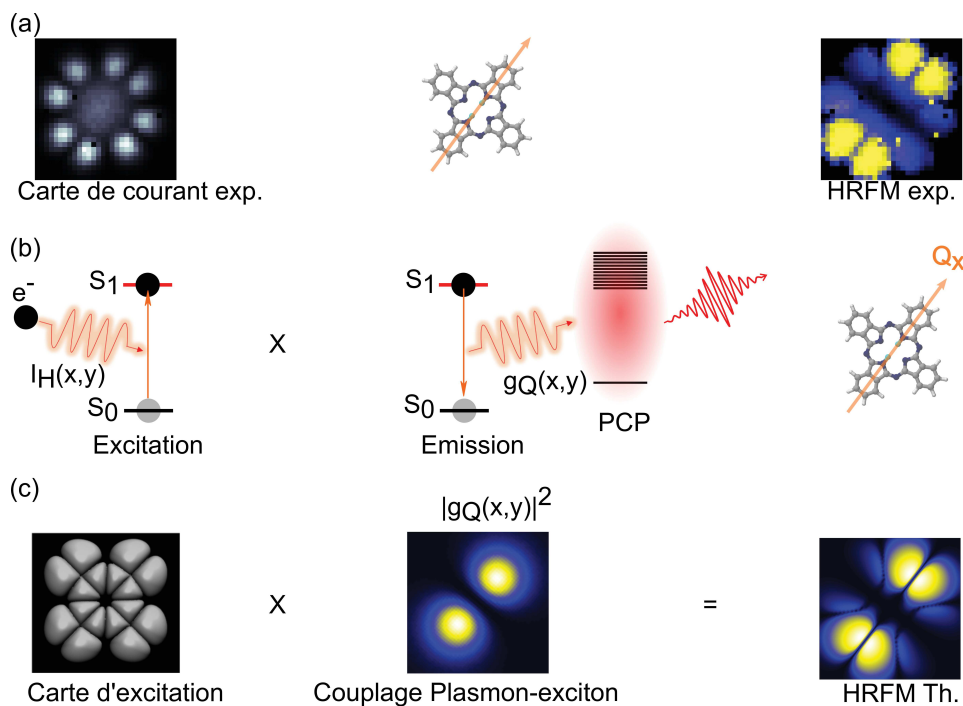 (a)
Carte de courant exp.
HRFM exp.
(b)
e-
S1
IH(x,y)
S0
Excitation
X
S1
gQ(x,y)
S0
Emission
PCP
Qx
(c)
|gQ(x,y)|2
X
=
Carte d'excitation
Couplage Plasmon-exciton
HRFM Th.